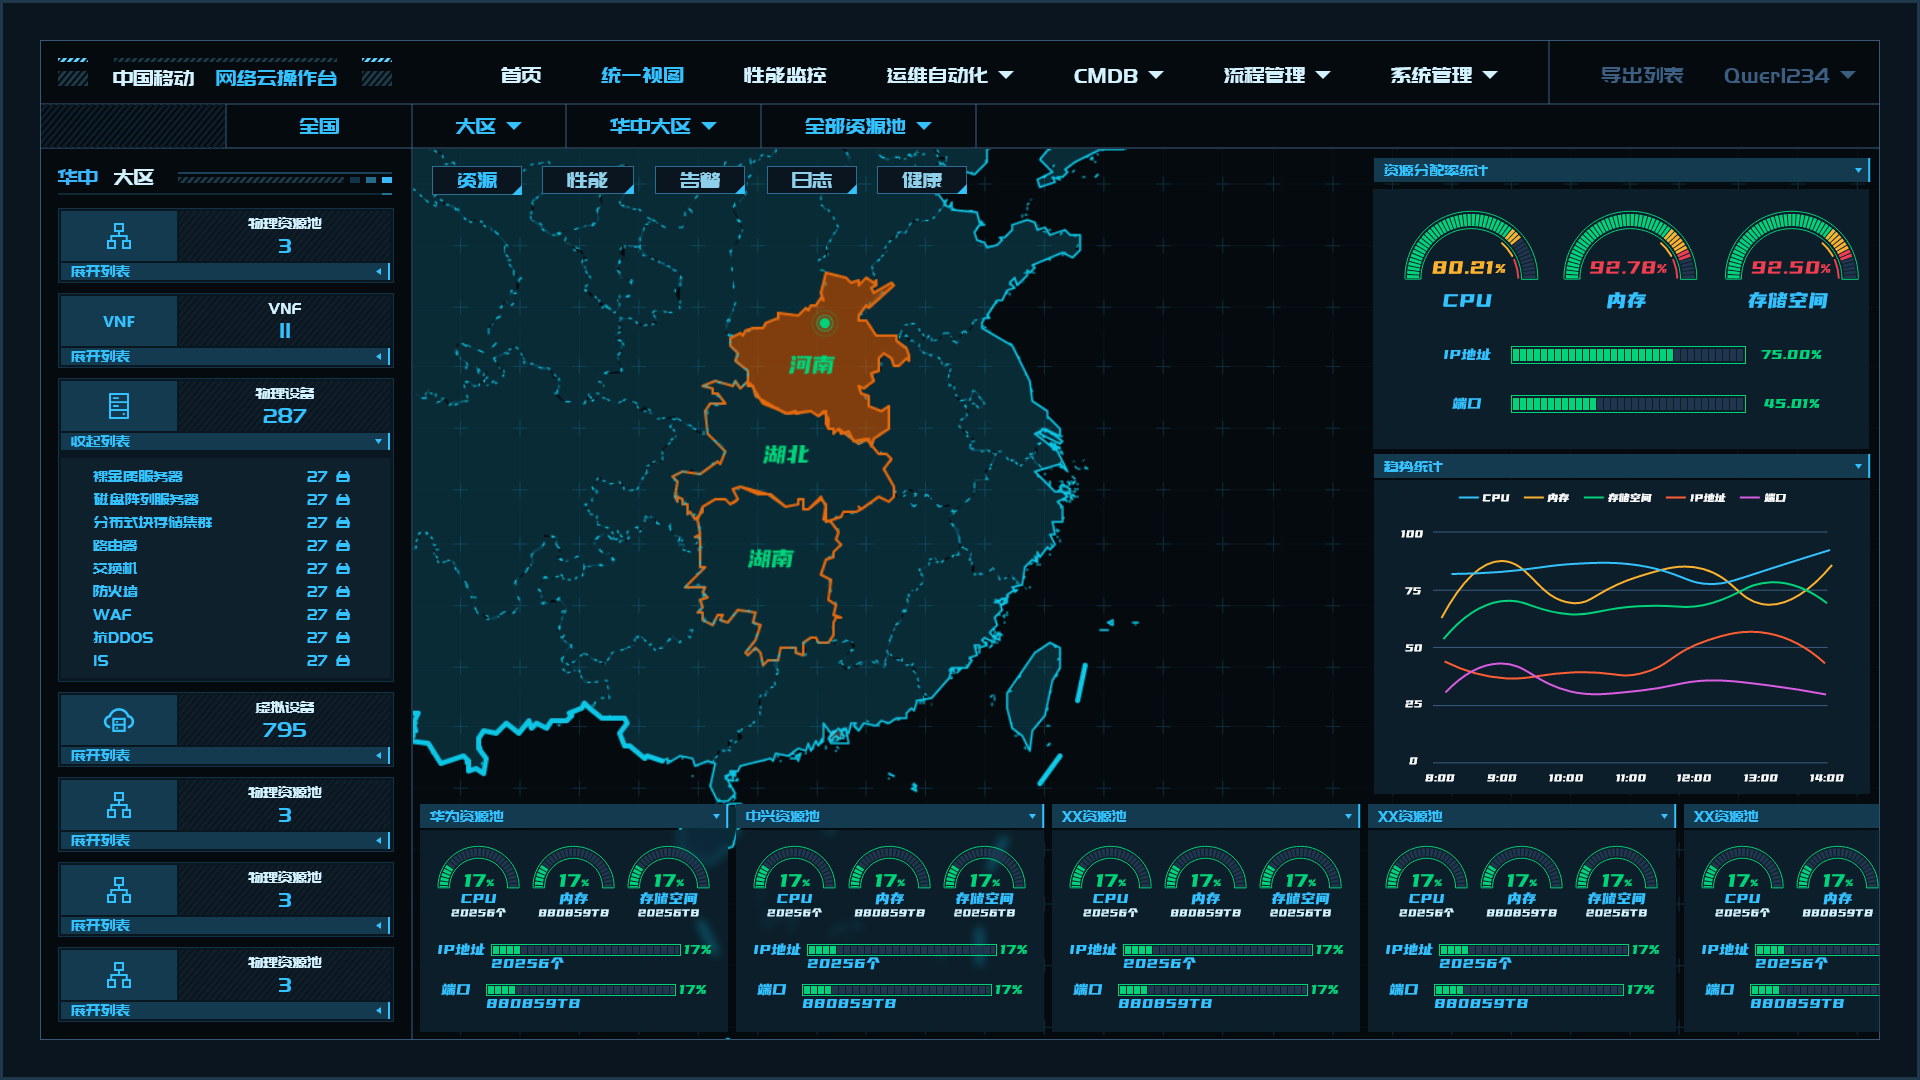 中国移动 网络云操作台
首页 统一视图 性能监控 运维自动化 CMDB 流程管理 系统管理 导出列表 Qwer1234
全国 大区 华中大区 全部资源池
华中 大区
物理资源池
3
展开列表
VNF
VNF
11
展开列表
物理设备
287
收起列表
裸金属服务器 27
磁盘阵列服务器 27
分布式块存储集群 27
路由器 27
交换机 27
防火墙 27
WAF 27
抗DDOS 27
IS 27
虚拟设备
795
展开列表
物理资源池
3
展开列表
物理资源池
3
展开列表
物理资源池
3
展开列表
资源 性能 告警 日志 健康
河南
湖北
湖南
资源分配率统计
80.21% 92.78% 92.50%
CPU 内存 存储空间
IP地址 75.00%
端口 45.01%
趋势统计
CPU 内存 存储空间 IP地址 端口
100
75
50
25
0
8:00 9:00 10:00 11:00 12:00 13:00 14:00
华为资源池
17% 17% 17%
CPU 内存 存储空间
20256个 880859TB 20256TB
IP地址 17%
20256个
端口 17%
880859TB
中兴资源池
17% 17% 17%
CPU 内存 存储空间
20256个 880859TB 20256TB
IP地址 17%
20256个
端口 17%
880859TB
XX资源池
17% 17% 17%
CPU 内存 存储空间
20256个 880859TB 20256TB
IP地址 17%
20256个
端口 17%
880859TB
XX资源池
17% 17% 17%
CPU 内存 存储空间
20256个 880859TB 20256TB
IP地址 17%
20256个
端口 17%
880859TB
XX资源池
17% 17%
CPU 内存
20256个 880859TB
IP地址
20256个
端口
880859TB